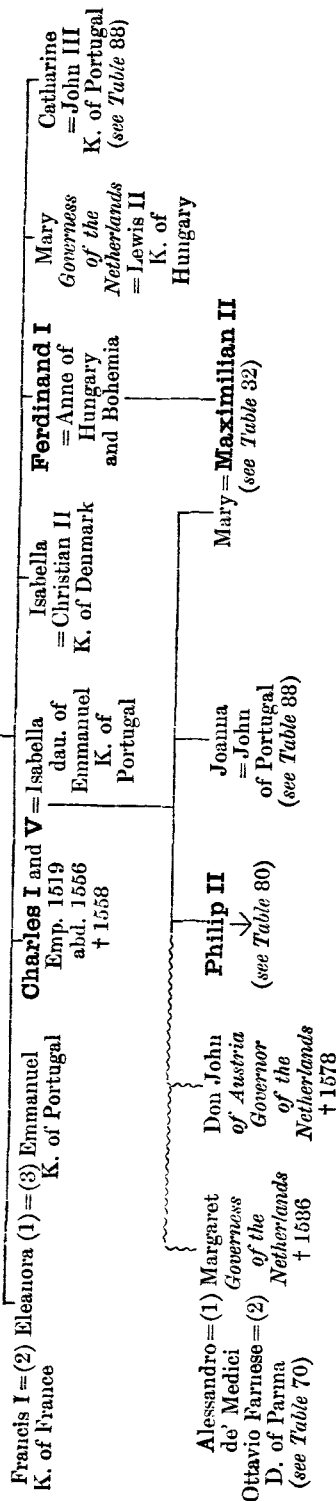 Francis I=(2) Eleanora (1)=(3) Emmanuel
K. of France
K. of Portugal
Charles I and V=Isabella
Emp. 1519
abd. 1556
†1558
dau. of
Emmanuel
K. of
Portugal
Isabella
=Christian II
K. of Denmark
Ferdinand I
=Anne of
Hungary
and Bohemia
Mary
Governess
of the
Netherlands
=Lewis II
K. of
Hungary
Catharine
=John III
K. of Portugal
(see Table 88)
Alessandro=(1) Margaret
de' Medici
Ottavio Farnese=(2)
D. of Parma
(see Table 70)
Governess
of the
Netherlands
†1586
Don John
of Austria
Governor
of the
Netherlands
†1578
Philip II
(see Table 80)
Joanna
=John
of Portugal
(see Table 88)
Mary=Maximilian II
(see Table 32)